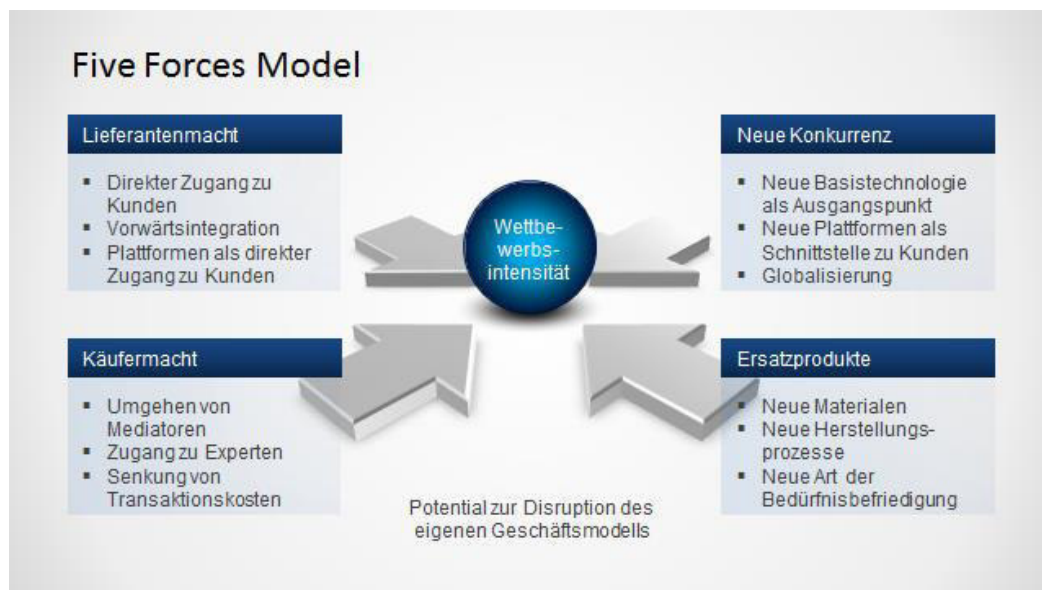 Five Forces Model
Lieferantenmacht
▪ Direkter Zugang zu
Kunden
▪ Vorwärtsintegration
▪ Plattformen als direkter
Zugang zu Kunden
Wettbe-
werbs-
intensität
Neue Konkurrenz
▪ Neue Basistechnologie
als Ausgangspunkt
▪ Neue Plattformen als
Schnittstelle zu Kunden
▪ Globalisierung
Käufermacht
▪ Umgehen von
Mediatoren
▪ Zugang zu Experten
▪ Senkung von
Transaktionskosten
Ersatzprodukte
▪ Neue Materialen
▪ Neue Herstellungs-
prozesse
▪ Neue Art der
Bedürfnisbefriedigung
Potential zur Disruption des
eigenen Geschäftsmodells